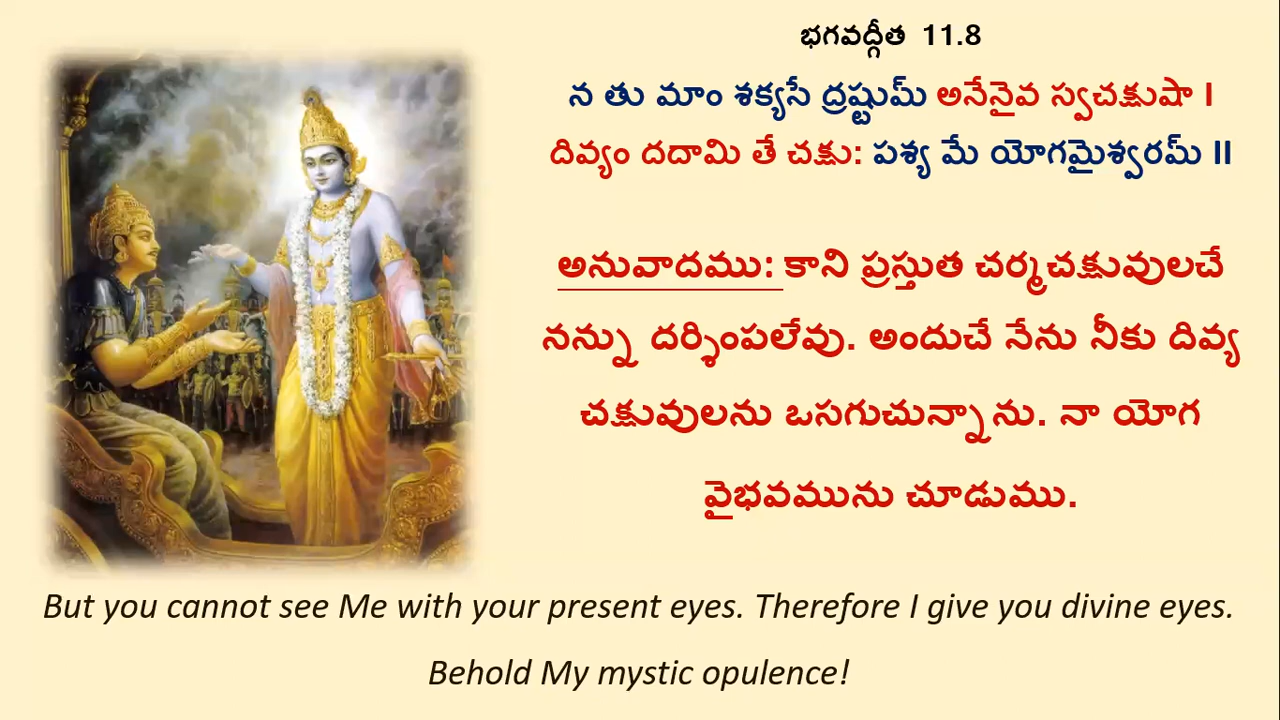 భగవద్గీత 11.8
న తు మాం శక్యసే ద్రష్టుమ్ అనేనైవ స్వచక్షుషా I
దివ్యం దదామి తే చక్షు: పశ్య మే యోగమైశ్వరమ్ II
అనువాదము: కాని ప్రస్తుత చర్మచక్షువులచే
నన్ను దర్శింపలేవు. అందుచే నేను నీకు దివ్య
చక్షువులను ఒసగుచున్నాను. నా యోగ
వైభవమును చూడుము.
But you cannot see Me with your present eyes. Therefore I give you divine eyes.
Behold My mystic opulence!